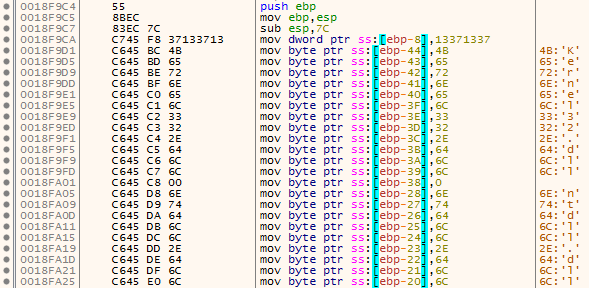 0018F9C4 55 push ebp
0018F9C5 8BEC mov ebp,esp
0018F9C7 83EC 7C sub esp,7C
0018F9CA C745 F8 37133713 mov dword ptr ss:[ebp-8],13371337
0018F9D1 C645 BC 4B mov byte ptr ss:[ebp-44],4B 4B:'K'
0018F9D5 C645 BD 65 mov byte ptr ss:[ebp-43],65 65:'e'
0018F9D9 C645 BE 72 mov byte ptr ss:[ebp-42],72 72:'r'
0018F9DD C645 BF 6E mov byte ptr ss:[ebp-41],6E 6E:'n'
0018F9E1 C645 C0 65 mov byte ptr ss:[ebp-40],65 65:'e'
0018F9E5 C645 C1 6C mov byte ptr ss:[ebp-3F],6C 6C:'l'
0018F9E9 C645 C2 33 mov byte ptr ss:[ebp-3E],33 33:'3'
0018F9ED C645 C3 32 mov byte ptr ss:[ebp-3D],32 32:'2'
0018F9F1 C645 C4 2E mov byte ptr ss:[ebp-3C],2E 2E:'.'
0018F9F5 C645 C5 64 mov byte ptr ss:[ebp-3B],64 64:'d'
0018F9F9 C645 C6 6C mov byte ptr ss:[ebp-3A],6C 6C:'l'
0018F9FD C645 C7 6C mov byte ptr ss:[ebp-39],6C 6C:'l'
0018FA01 C645 C8 00 mov byte ptr ss:[ebp-38],0
0018FA05 C645 D8 6E mov byte ptr ss:[ebp-28],6E 6E:'n'
0018FA09 C645 D9 74 mov byte ptr ss:[ebp-27],74 74:'t'
0018FA0D C645 DA 64 mov byte ptr ss:[ebp-26],64 64:'d'
0018FA11 C645 DB 6C mov byte ptr ss:[ebp-25],6C 6C:'l'
0018FA15 C645 DC 6C mov byte ptr ss:[ebp-24],6C 6C:'l'
0018FA19 C645 DD 2E mov byte ptr ss:[ebp-23],2E 2E:'.'
0018FA1D C645 DE 64 mov byte ptr ss:[ebp-22],64 64:'d'
0018FA21 C645 DF 6C mov byte ptr ss:[ebp-21],6C 6C:'l'
0018FA25 C645 E0 6C mov byte ptr ss:[ebp-20],6C 6C:'l'